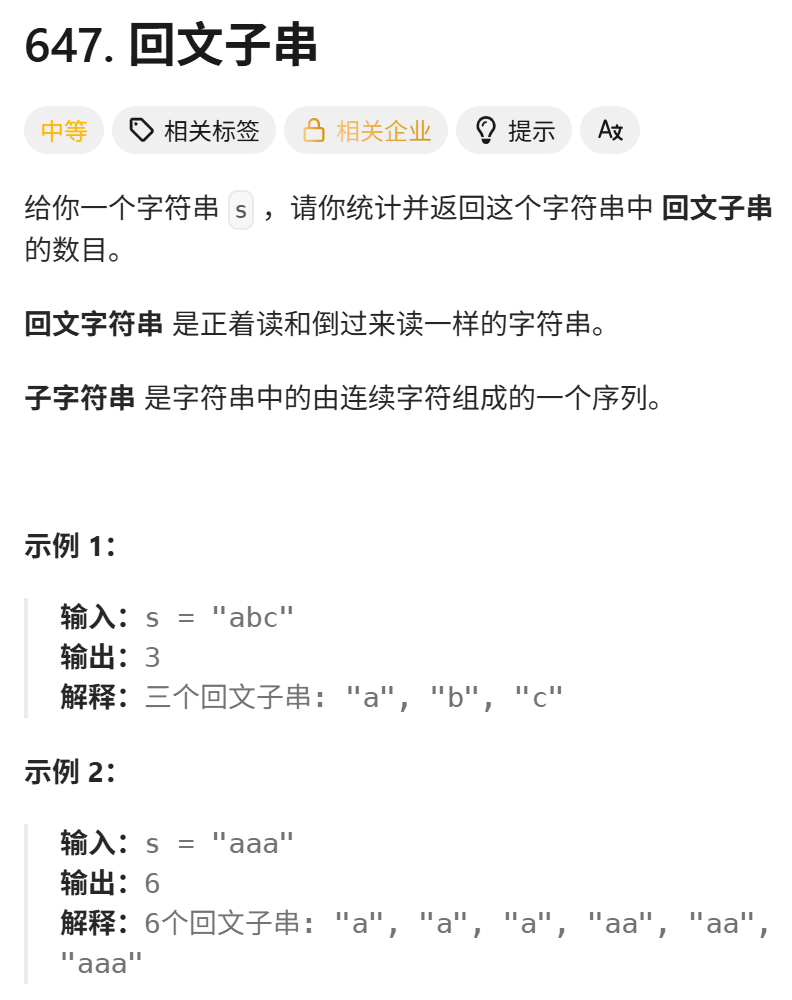 647. 回文子串
中等 相关标签 相关企业 提示 A文
给你一个字符串 s ，请你统计并返回这个字符串中 回文子串
的数目。
回文字符串 是正着读和倒过来读一样的字符串。
子字符串 是字符串中的由连续字符组成的一个序列。
示例 1：
输入：s = "abc"
输出：3
解释：三个回文子串: "a", "b", "c"
示例 2：
输入：s = "aaa"
输出：6
解释：6个回文子串: "a", "a", "a", "aa", "aa",
"aaa"